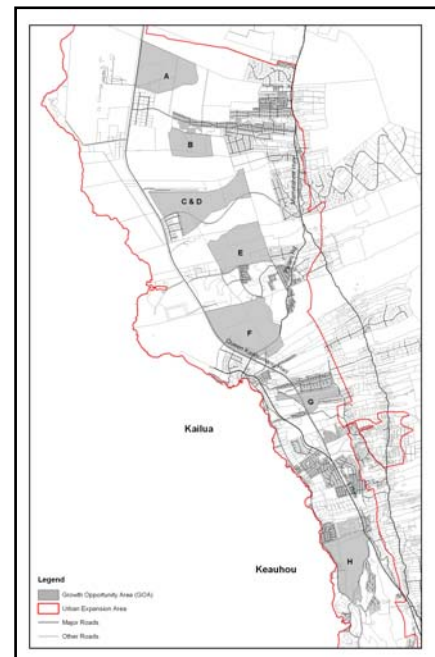 A
B
C & D
E
F
G
Kailua
H
Keauhou
Legend
Growth Opportunity Area (GOA)
Urban Expansion Area
Major Roads
Other Roads